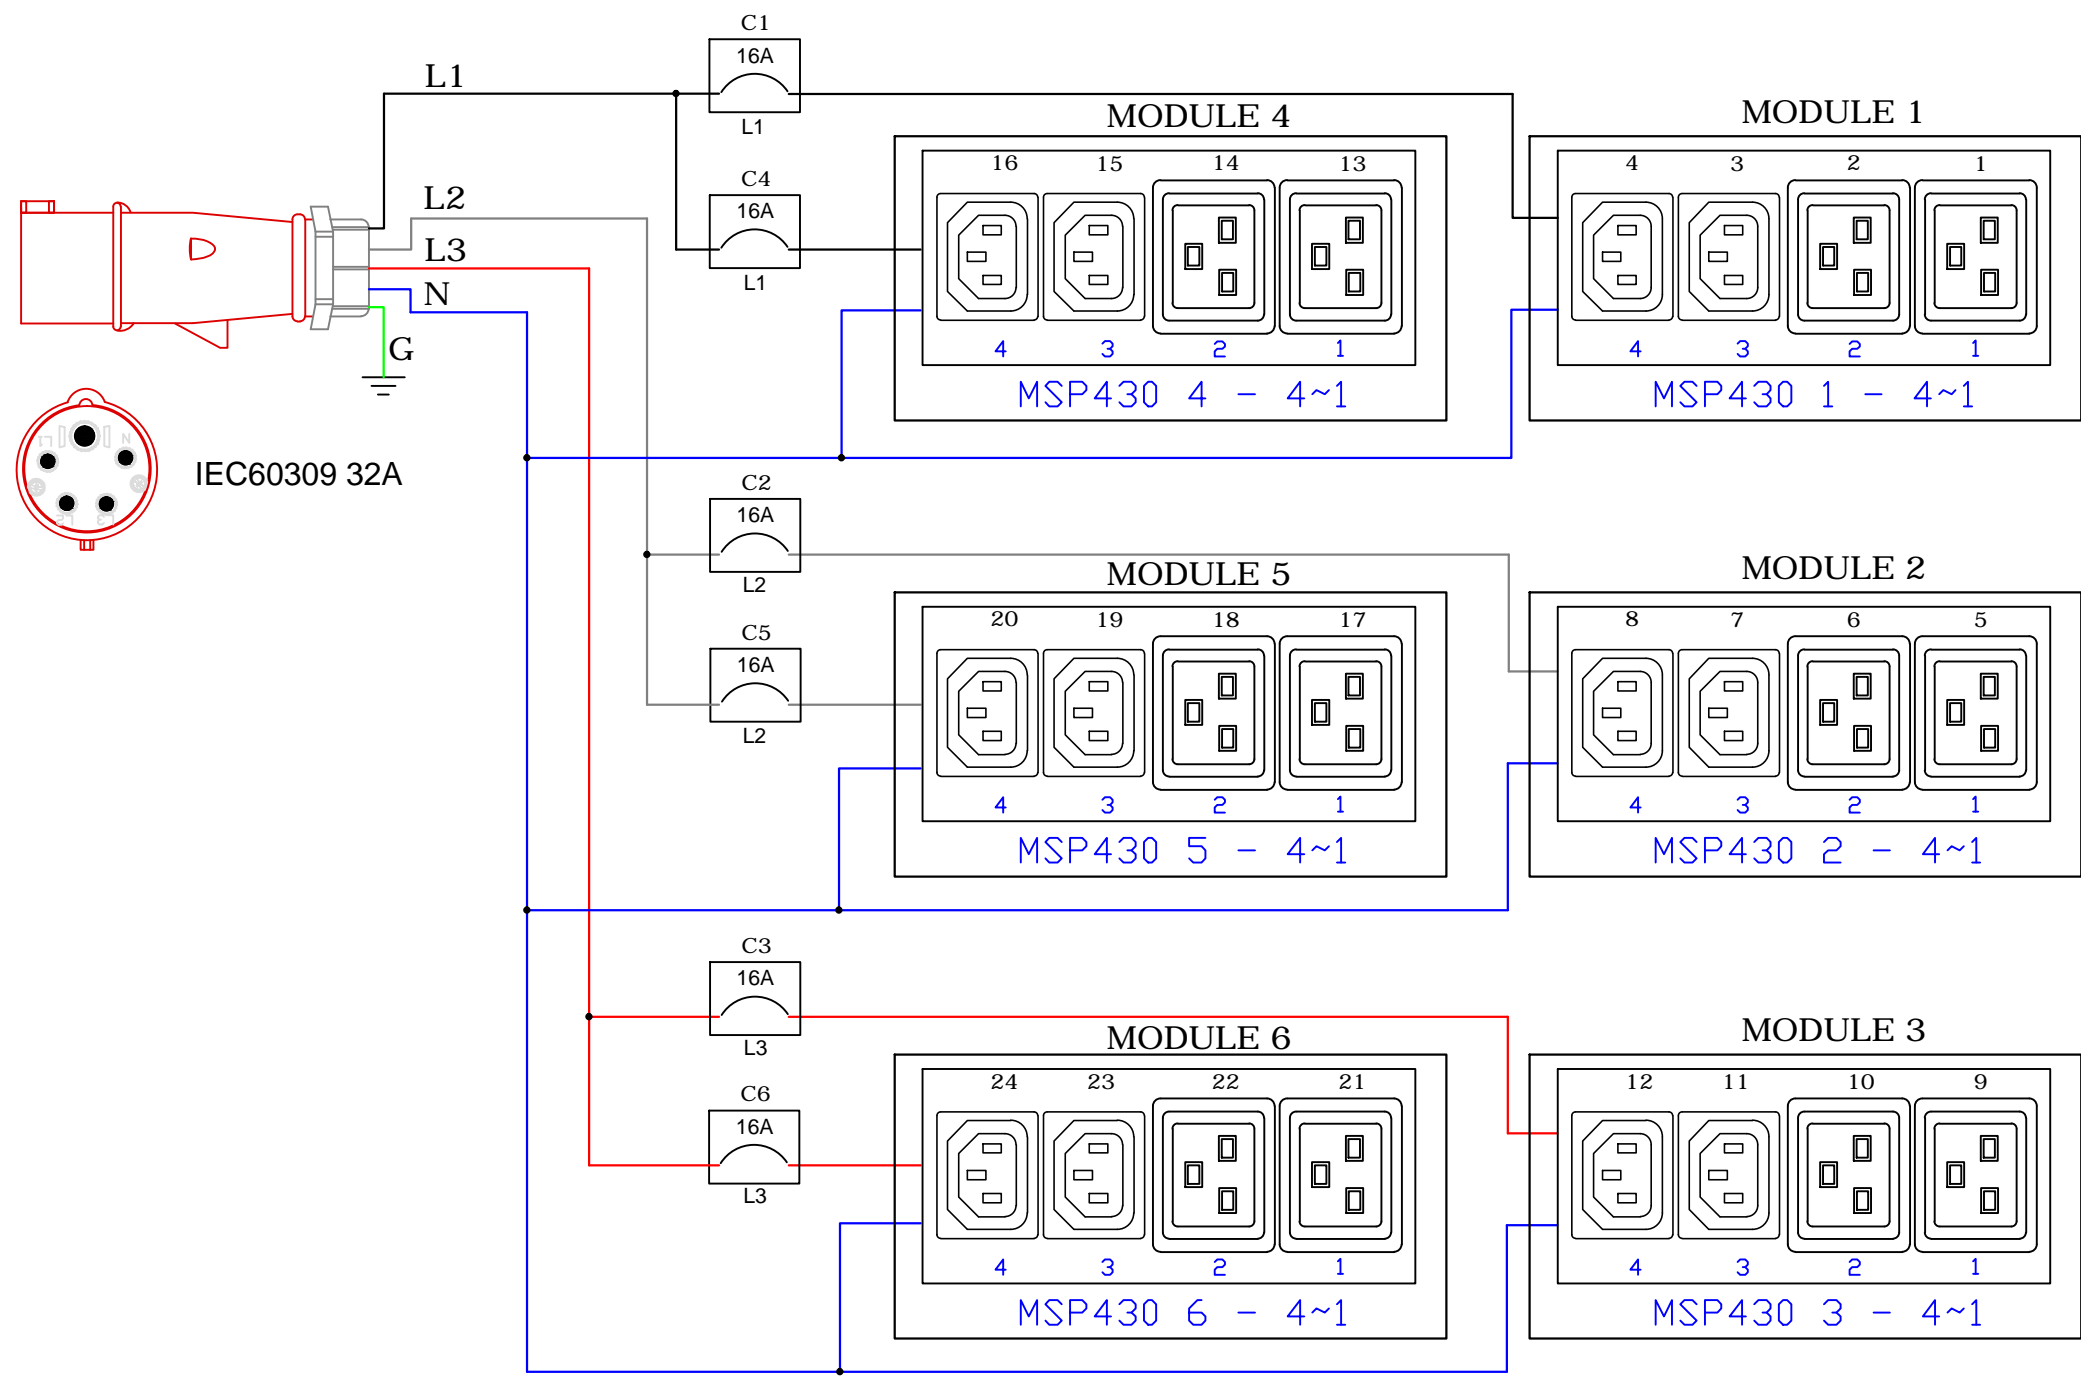 C1
16A
L1
L1
MODULE 4
MODULE 1
C4
16A
L1
16 15 14 13
4 3 2 1
L2
L3
N
G
4 3 2 1
4 3 2 1
MSP430 4 - 4~1
MSP430 1 - 4~1
L1 N
L2 L3
IEC60309 32A
C2
16A
L2
MODULE 5
MODULE 2
C5
16A
L2
20 19 18 17
8 7 6 5
4 3 2 1
4 3 2 1
MSP430 5 - 4~1
MSP430 2 - 4~1
C3
16A
L3
MODULE 6
MODULE 3
C6
16A
L3
24 23 22 21
12 11 10 9
4 3 2 1
4 3 2 1
MSP430 6 - 4~1
MSP430 3 - 4~1